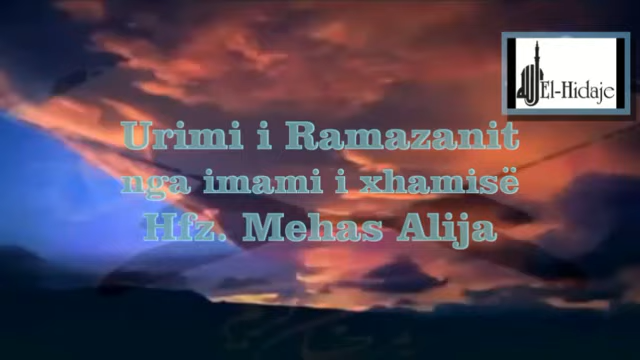 El-Hidaje
Urimi i Ramazanit
nga imami i xhamisë
Hfz. Mehas Alija